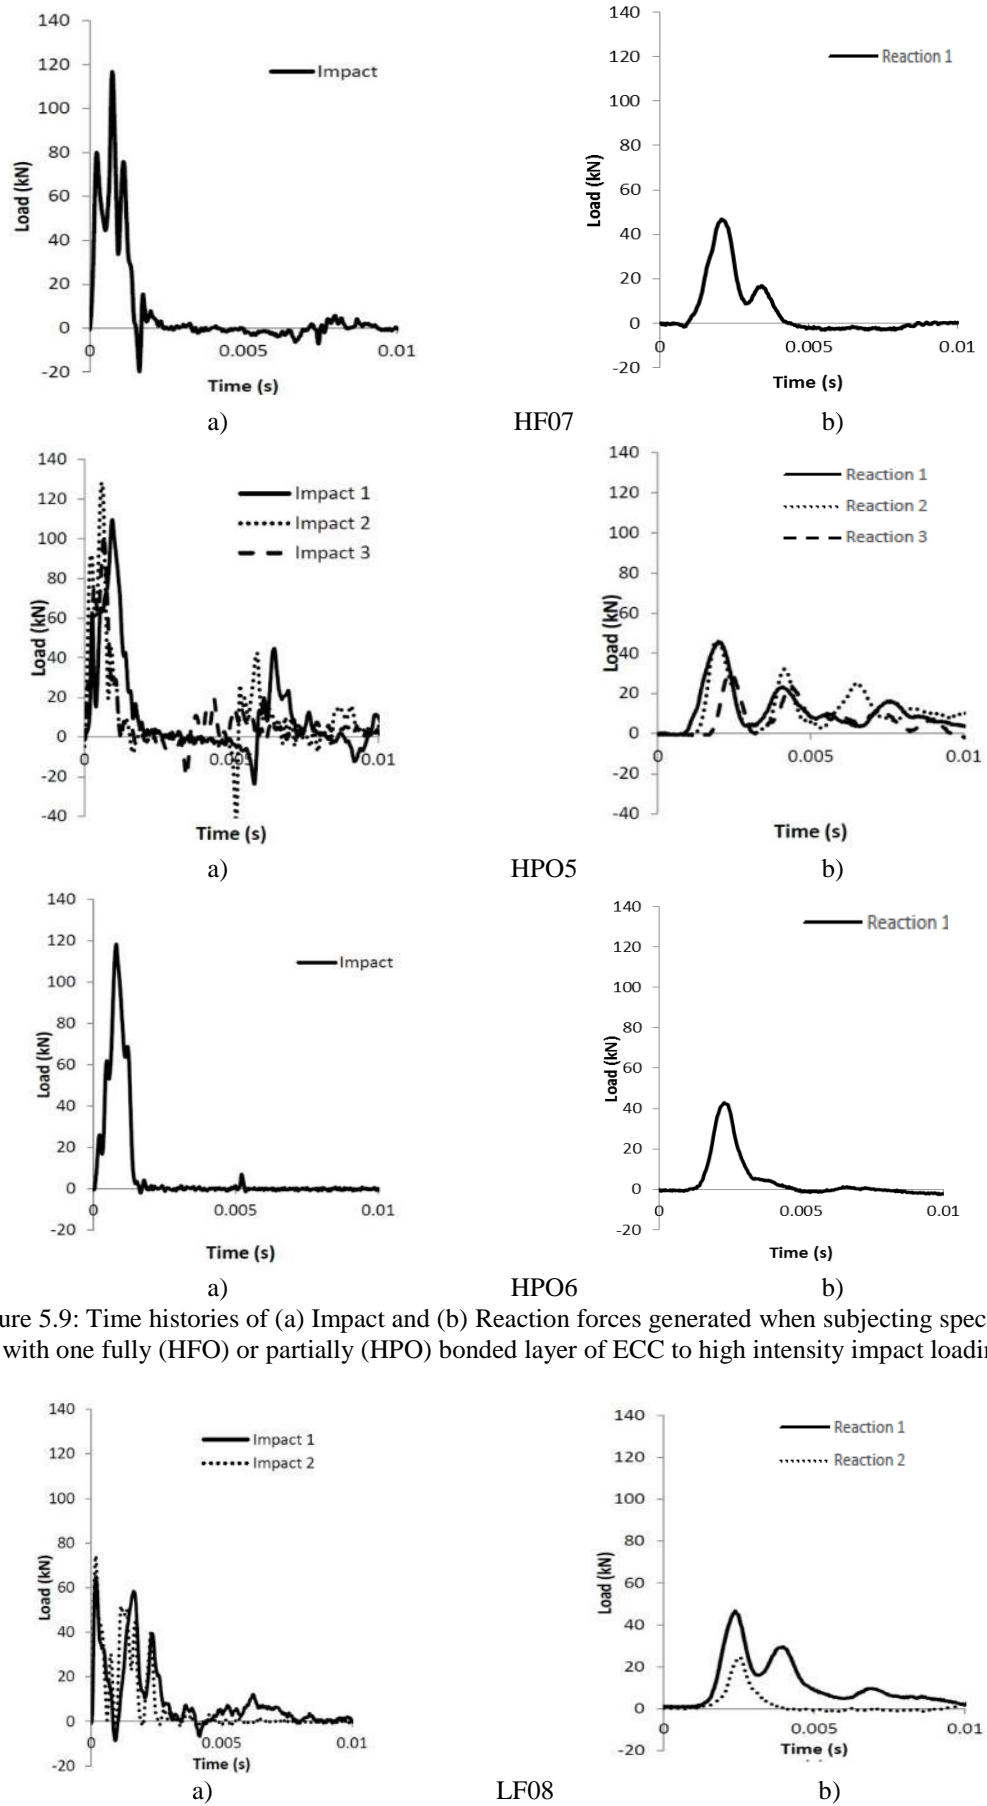 140
120
100
80
60
40
20
0
-20
Load (kN)
0
0.005
0.01
Time (s)
Impact
140
120
100
80
60
40
20
0
-20
Load (kN)
0
0.005
0.01
Time (s)
Reaction 1
a) HF07 b)
140
120
100
80
60
40
20
0
-20
-40
Load (kN)
0
0.005
0.01
Time (s)
Impact 1
Impact 2
Impact 3
140
120
100
80
60
40
20
0
-20
-40
Load (kN)
0
0.005
0.01
Time (s)
Reaction 1
Reaction 2
Reaction 3
a) HPO5 b)
140
120
100
80
60
40
20
0
-20
Load (kN)
0
0.005
0.01
Time (s)
Impact
140
120
100
80
60
40
20
0
-20
Load (kN)
0
0.005
0.01
Time (s)
Reaction 1
a) HPO6 b)
ure 5.9: Time histories of (a) Impact and (b) Reaction forces generated when subjecting spec
with one fully (HFO) or partially (HPO) bonded layer of ECC to high intensity impact loadin
140
120
100
80
60
40
20
0
-20
Load (kN)
0
0.005
0.01
Time (s)
Impact 1
Impact 2
140
120
100
80
60
40
20
0
-20
Load (kN)
0
0.005
0.01
Time (s)
Reaction 1
Reaction 2
a) LF08 b)